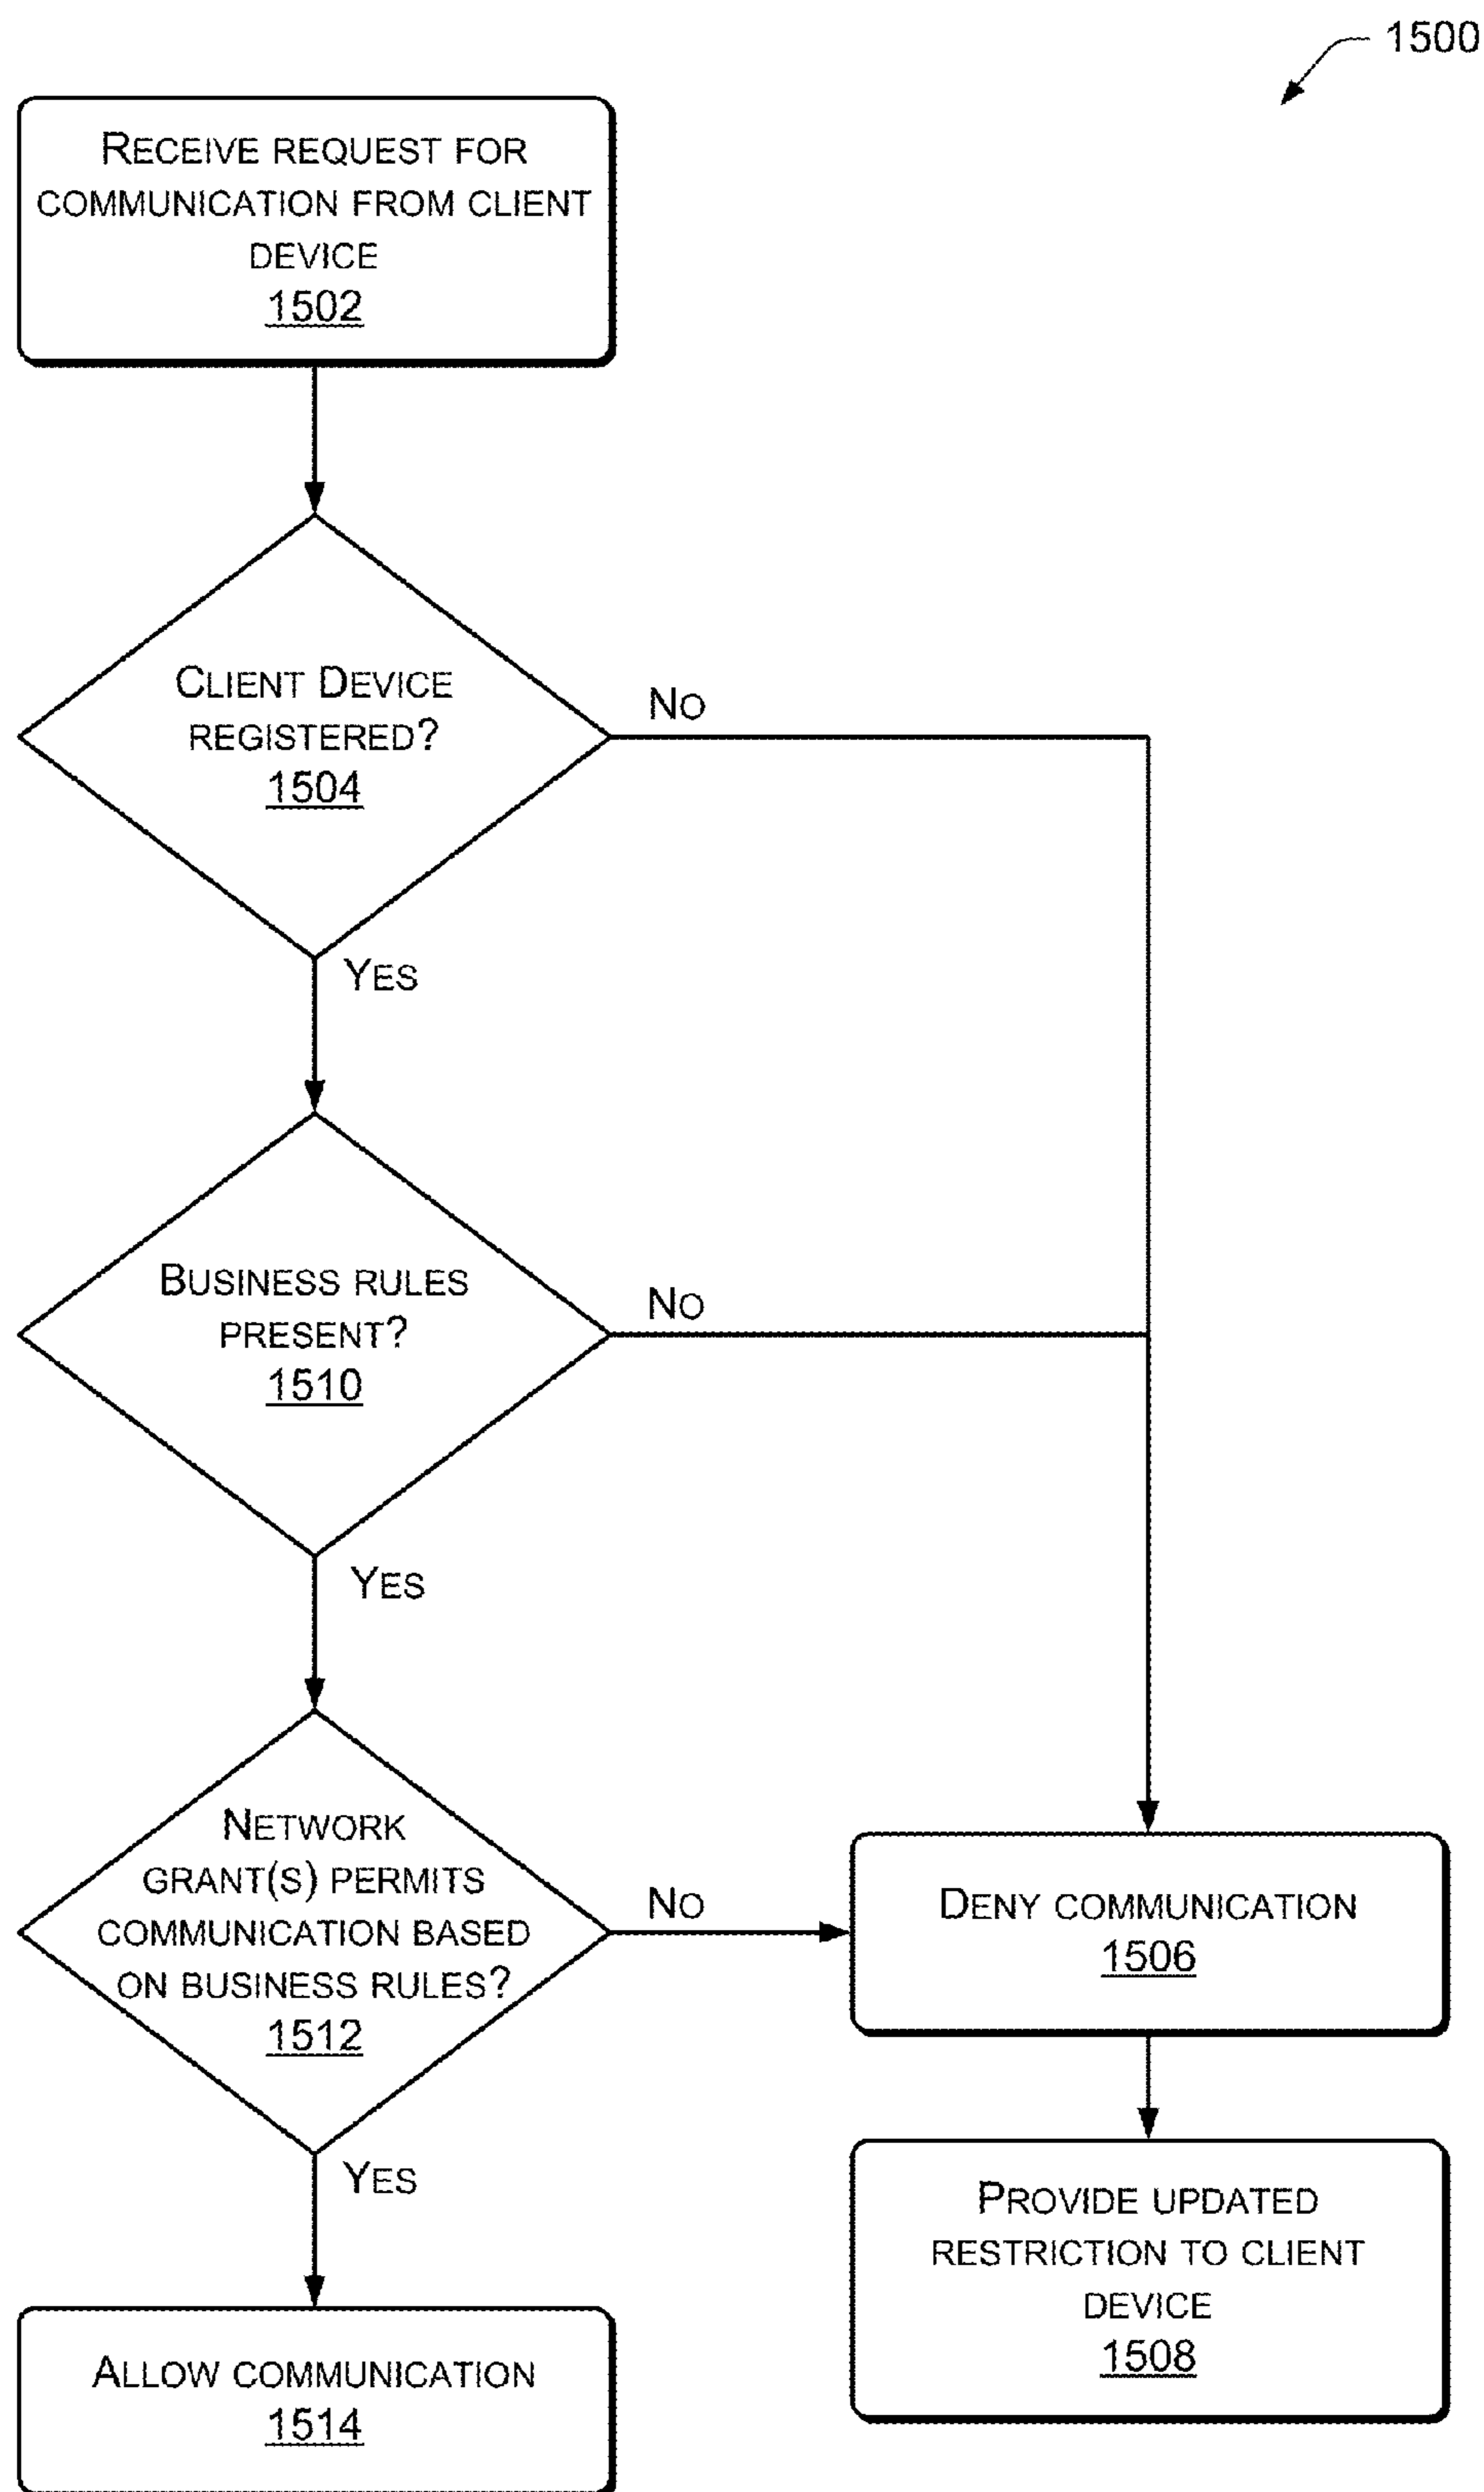 1500
RECEIVE REQUEST FOR
COMMUNICATION FROM CLIENT
DEVICE
1502
CLIENT DEVICE
REGISTERED?
1504
NO
YES
BUSINESS RULES
PRESENT?
1510
NO
YES
NETWORK
GRANT(S) PERMITS
COMMUNICATION BASED
ON BUSINESS RULES?
1512
NO
DENY COMMUNICATION
1506
YES
PROVIDE UPDATED
RESTRICTION TO CLIENT
DEVICE
1508
ALLOW COMMUNICATION
1514